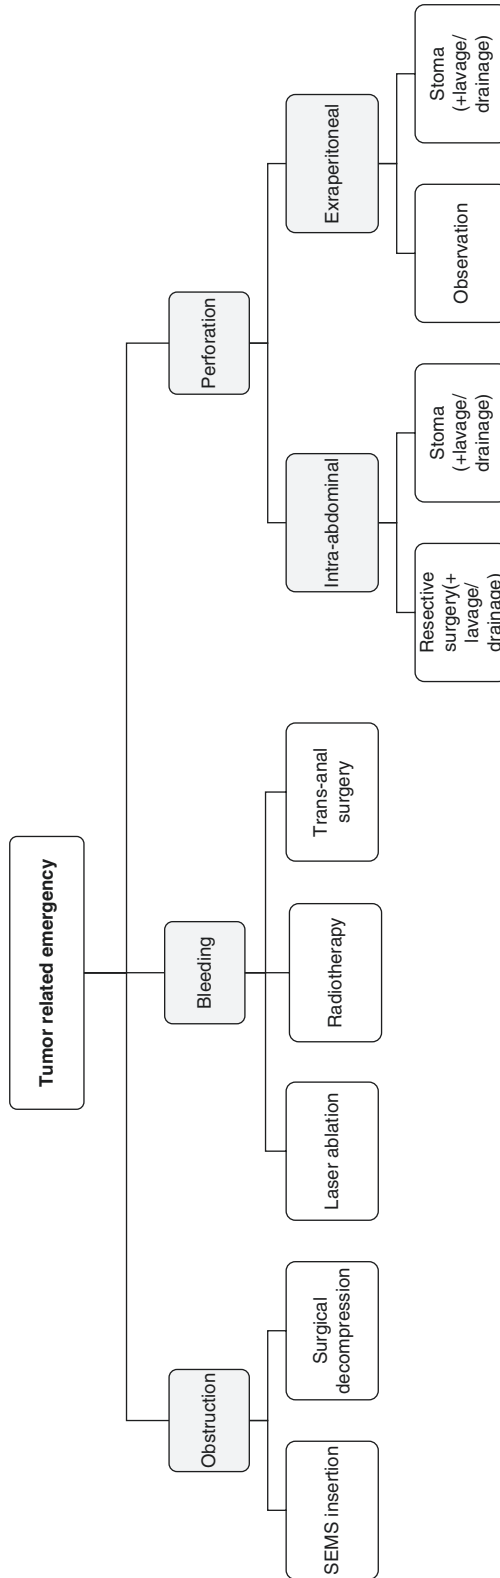 Tumor related emergency
Obstruction
Bleeding
Perforation
SEMS insertion
Surgical
decompression
Laser ablation
Radiotherapy
Trans-anal
surgery
Intra-abdominal
Exraperitoneal
Resective
surgery(+
lavage/
drainage)
Stoma
(+lavage/
drainage)
Observation
Stoma
(+lavage/
drainage)